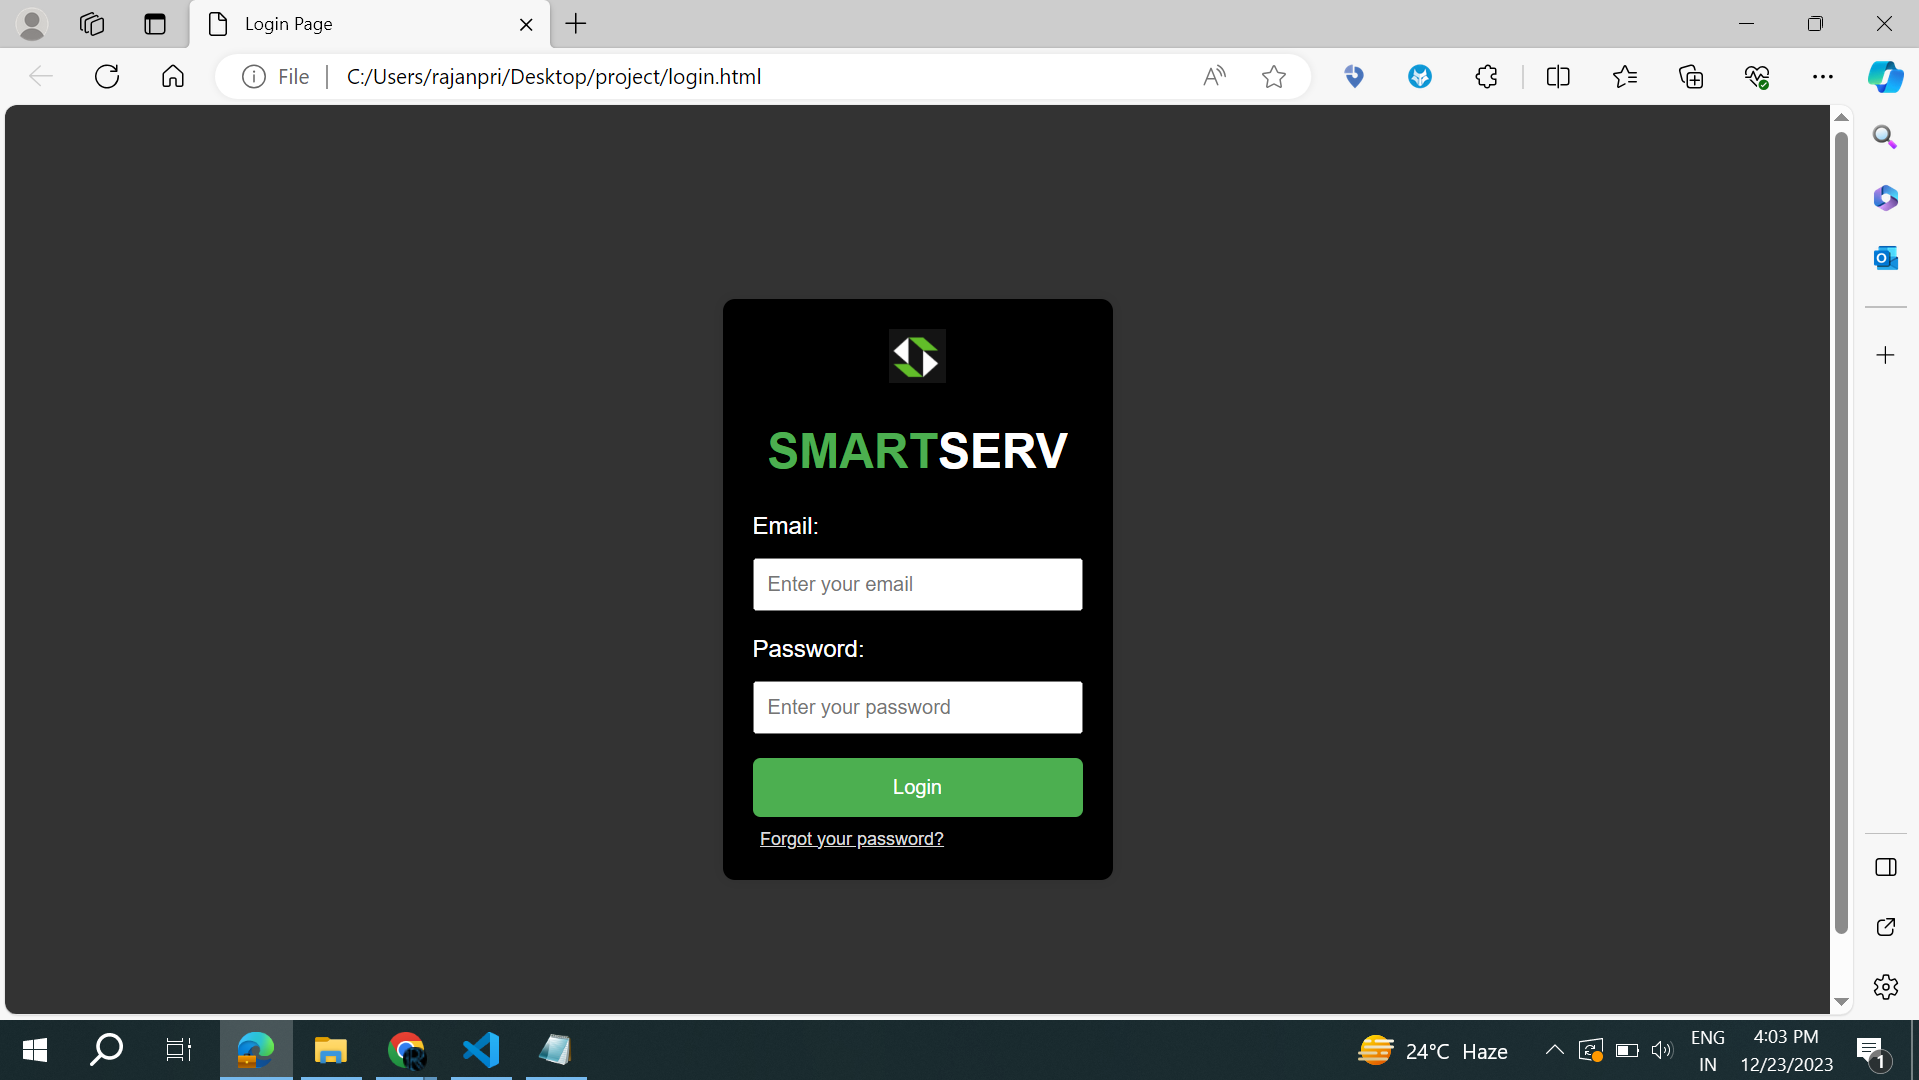 Login Page
File
C:/Users/rajanpri/Desktop/project/login.html
SMARTSERV
Email:
Enter your email
Password:
Enter your password
Login
Forgot your password?
24°C Haze
ENG
IN
4:03 PM
12/23/2023
1